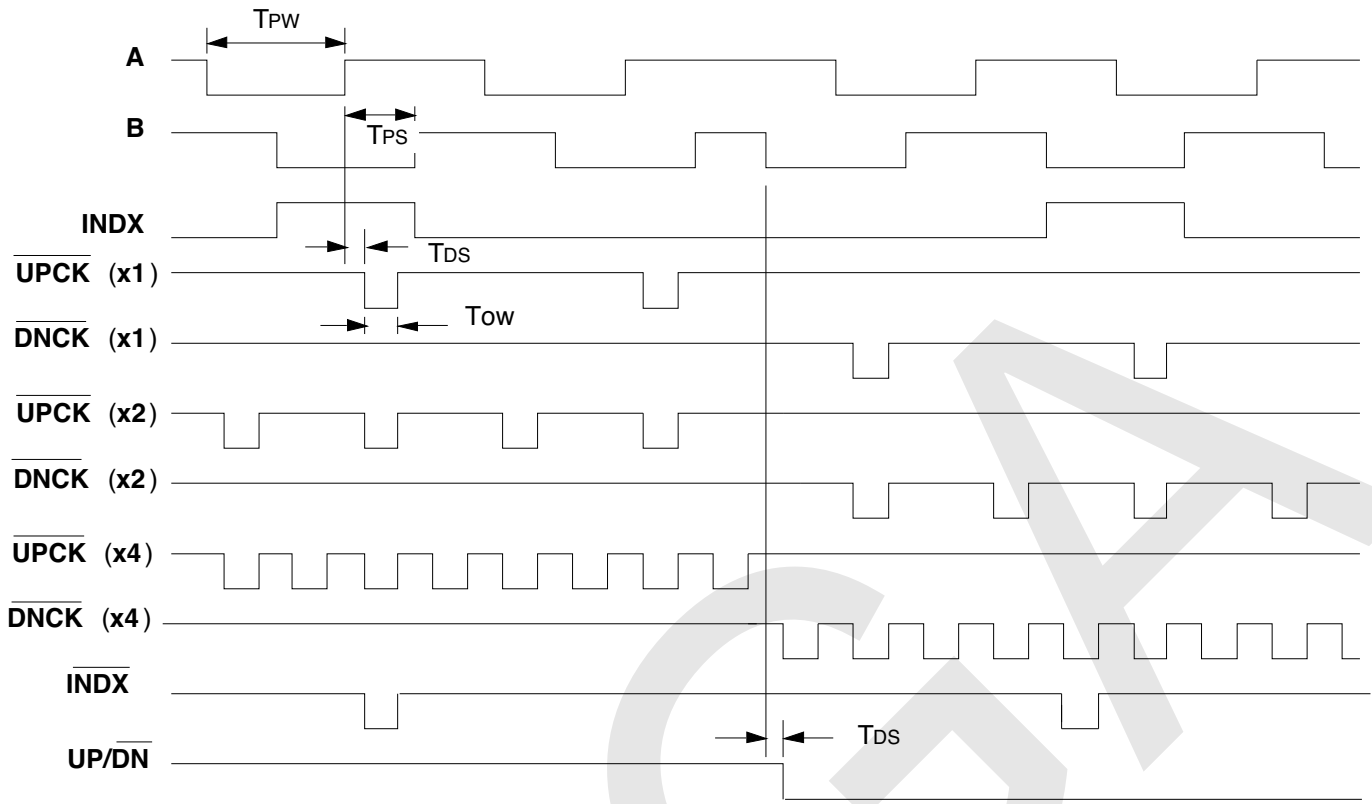 TPW
A
B
TPS
INDX
TDS
UPCK (x1)
TOW
DNCK (x1)
UPCK (x2)
DNCK (x2)
UPCK (x4)
DNCK (x4)
INDX
TDS
UP/DN